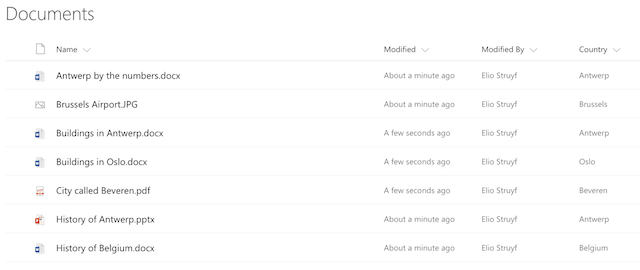 Documents
Name Modified Modified By Country
Antwerp by the numbers.docx About a minute ago Elio Struyf Antwerp
Brussels Airport.JPG About a minute ago Elio Struyf Brussels
Buildings in Antwerp.docx A few seconds ago Elio Struyf Antwerp
Buildings in Oslo.docx A few seconds ago Elio Struyf Oslo
City called Beveren.pdf A few seconds ago Elio Struyf Beveren
History of Antwerp.pptx About a minute ago Elio Struyf Antwerp
History of Belgium.docx About a minute ago Elio Struyf Belgium